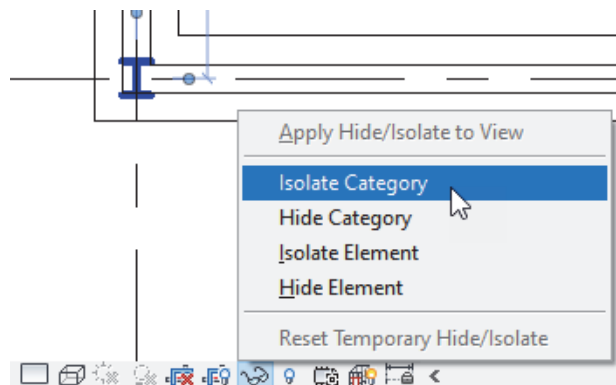 Apply Hide/Isolate to View
Isolate Category
Hide Category
Isolate Element
Hide Element
Reset Temporary Hide/Isolate